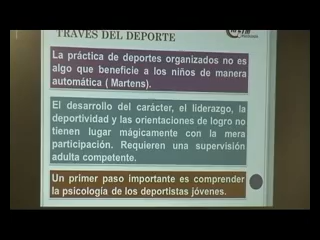 TRAVÉS DEL DEPORTE
La práctica de deportes organizados no es
algo que beneficie a los niños de manera
automática ( Martens).
El desarrollo del carácter, el liderazgo, la
deportividad y las orientaciones de logro no
tienen lugar mágicamente con la mera
participación. Requieren una supervisión
adulta competente.
Un primer paso importante es comprender
la psicología de los deportistas jóvenes.